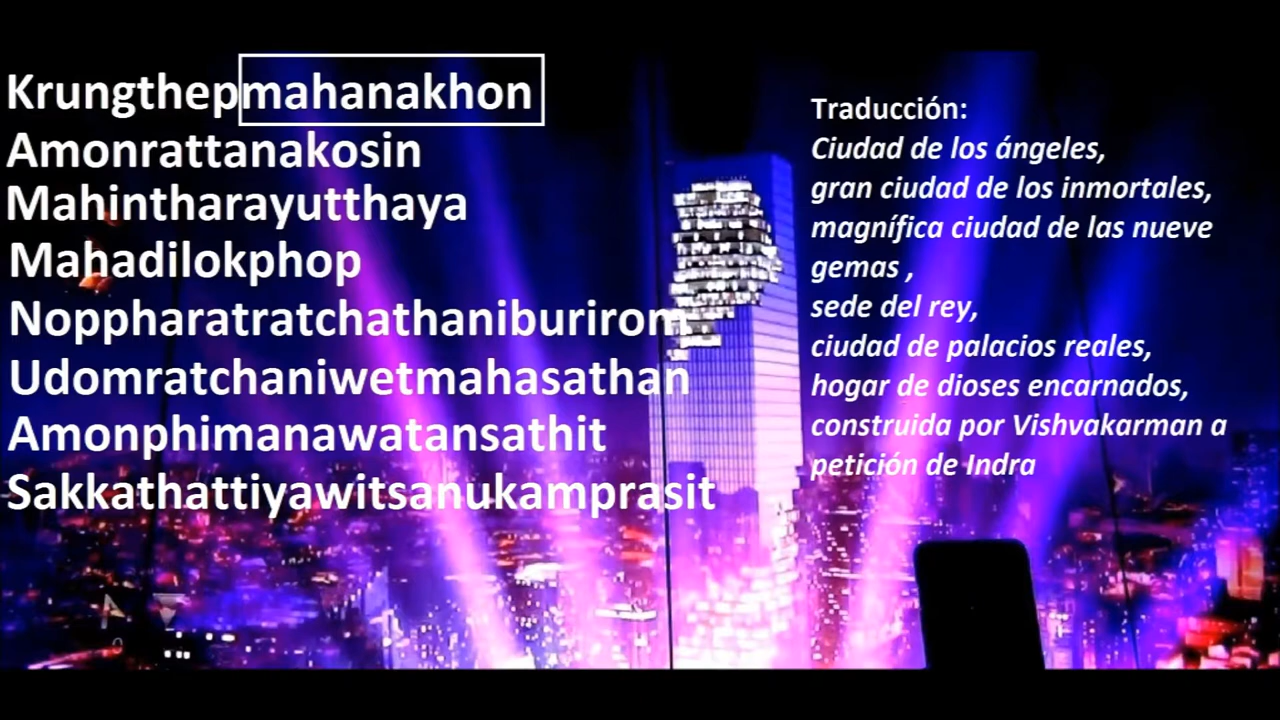 Krungthepmahanakhon
Amonrattanakosin
Mahintharayutthaya
Mahadilokphop
Noppharatratchathaniburirom
Udomratchaniwetmahasathan
Amonphimanawatansathit
Sakkathattiyawitsanukamprasit
Traducción:
Ciudad de los ángeles,
gran ciudad de los inmortales,
magnífica ciudad de las nueve
gemas ,
sede del rey,
ciudad de palacios reales,
hogar de dioses encarnados,
construida por Vishvakarman a
petición de Indra